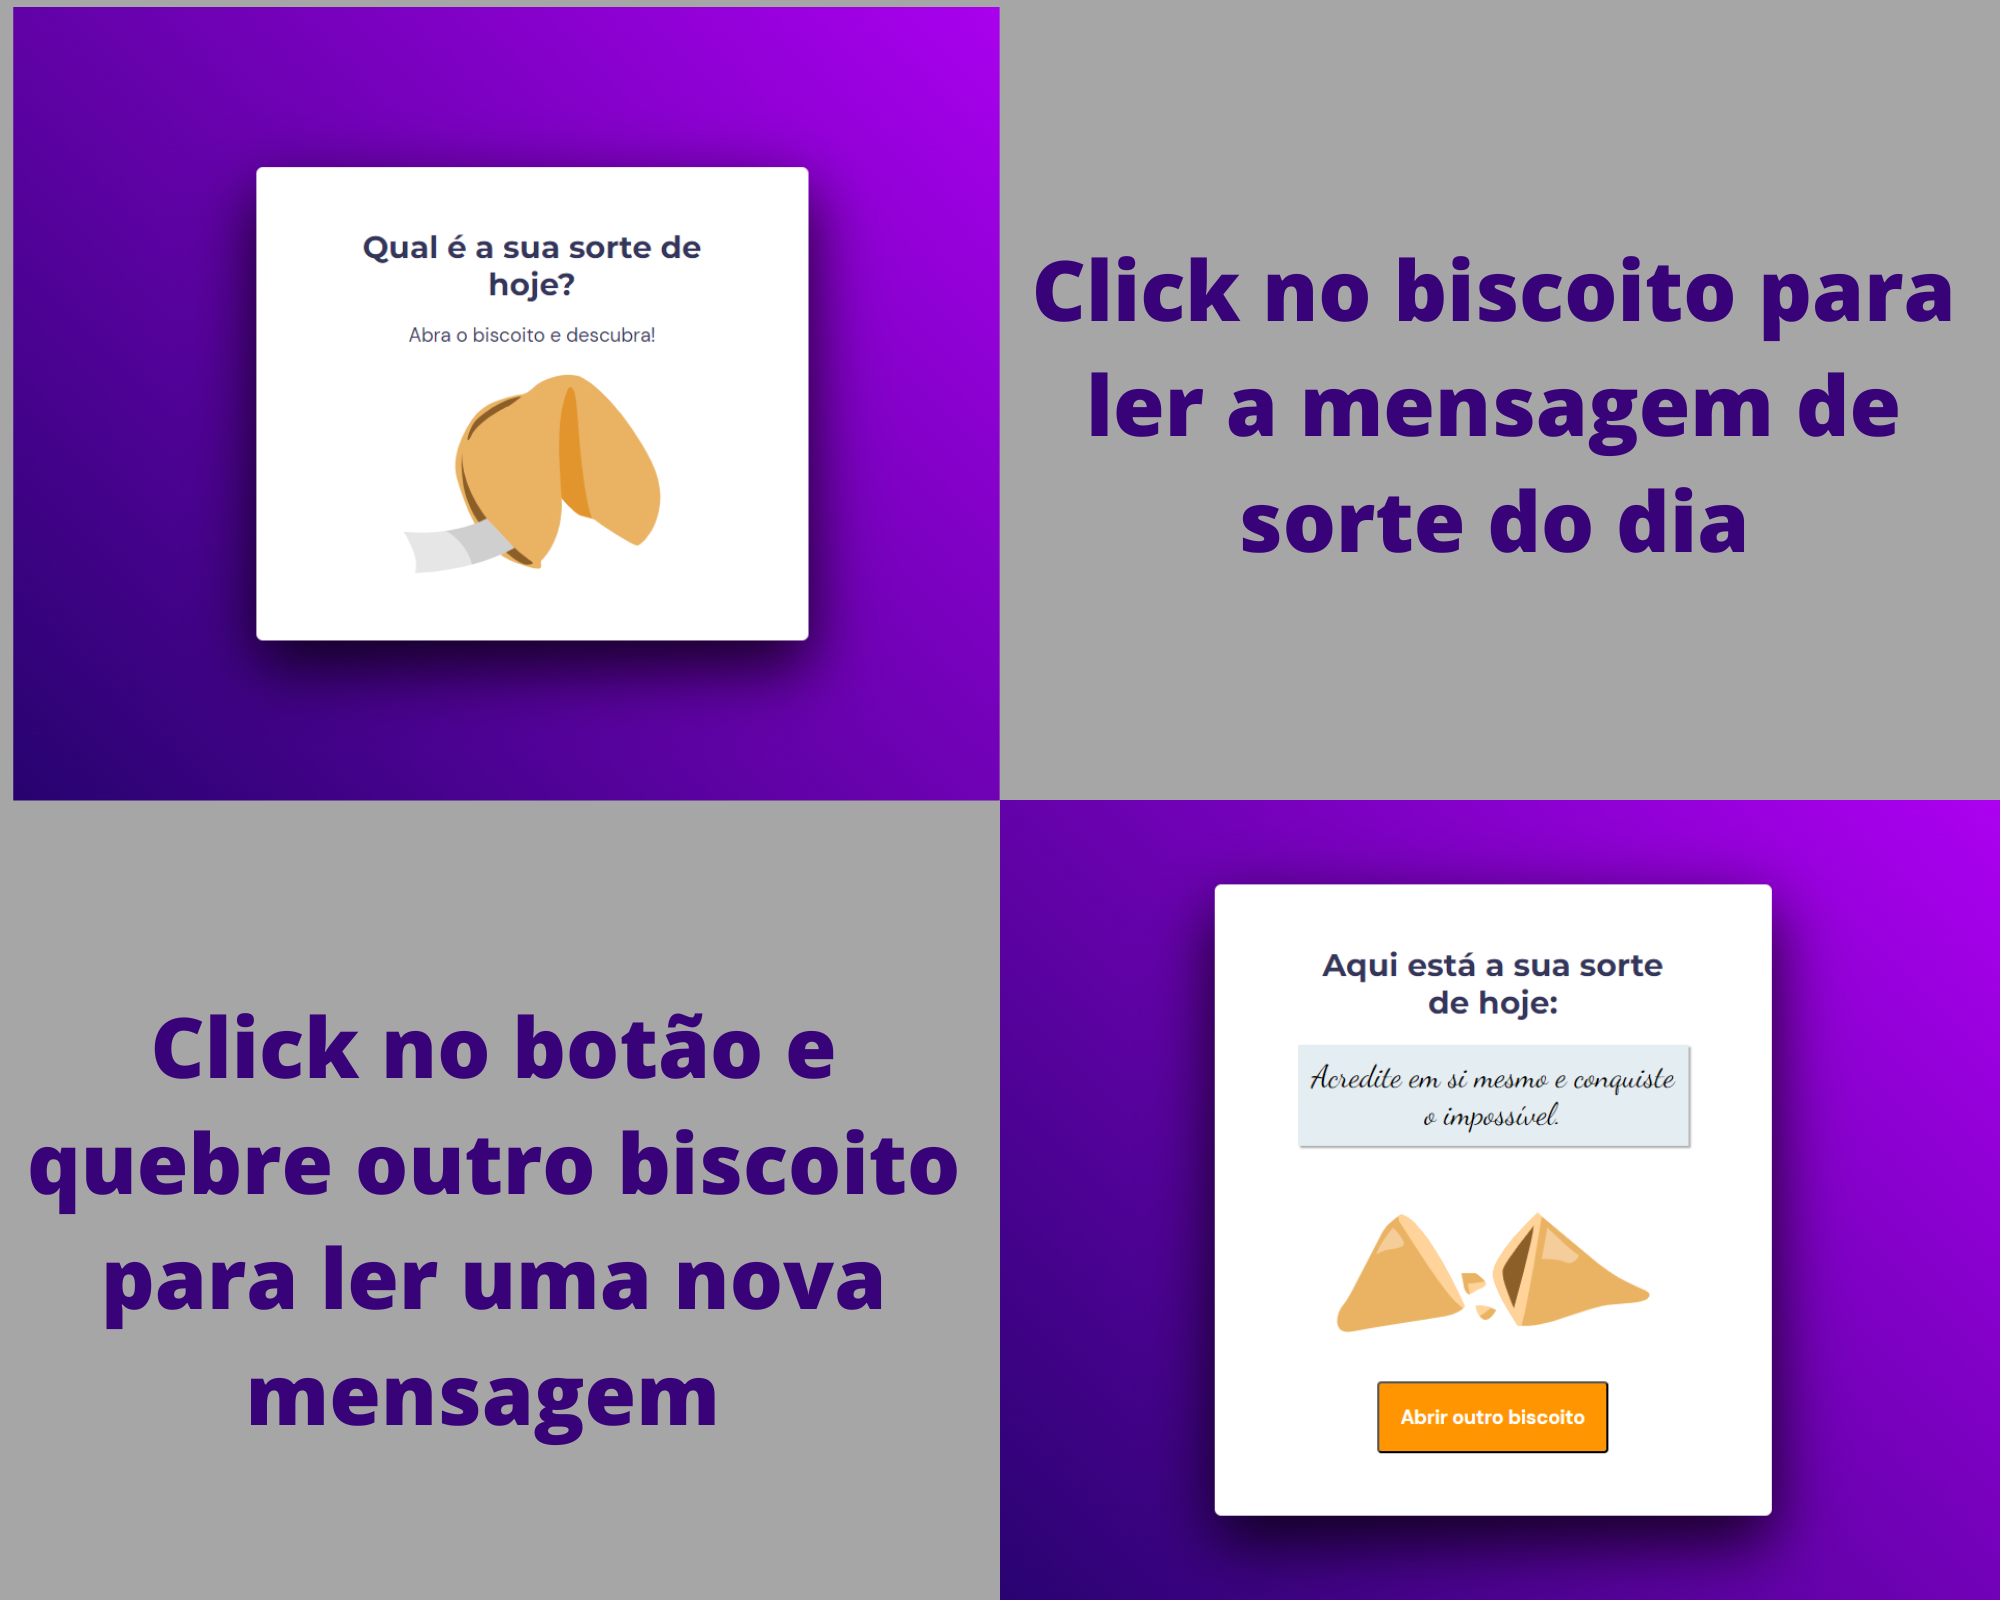 Qual é a sua sorte de
hoje?
Abra o biscoito e descubra!
Click no biscoito para
ler a mensagem de
sorte do dia
Click no botão e
quebre outro biscoito
para ler uma nova
mensagem
Aqui está a sua sorte
de hoje:
Acredite em si mesmo e conquiste
o impossível.
Abrir outro biscoito